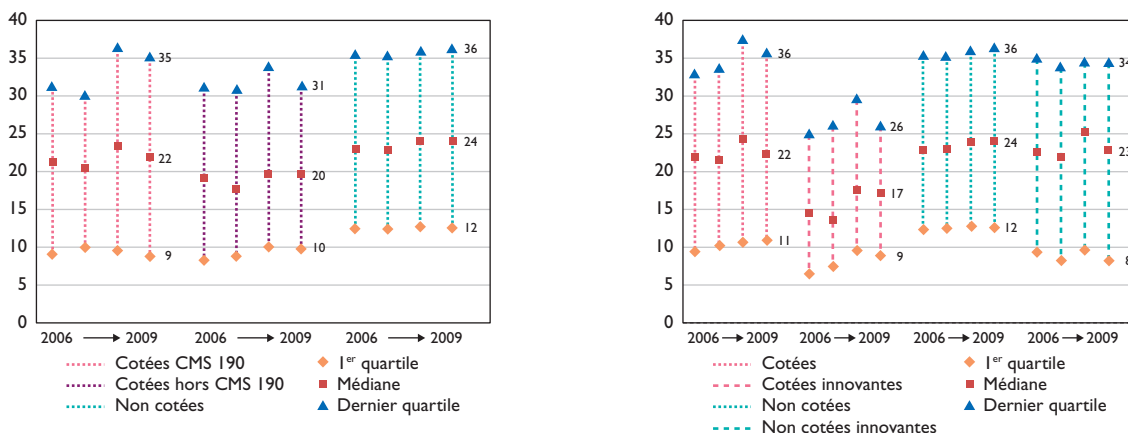 40
35
30
25
20
15
10
5
0
35
22
9
31
20
10
36
24
12
2006 → 2009
2006 → 2009
2006 → 2009
Cotées CMS 190
Cotées hors CMS 190
Non cotées
1er quartile
Médiane
Dernier quartile
40
35
30
25
20
15
10
5
0
36
22
11
26
17
9
36
24
12
34
23
8
2006 → 2009
2006 → 2009
2006 → 2009
2006 → 2009
Cotées
Cotées innovantes
Non cotées
Non cotées innovantes
1er quartile
Médiane
Dernier quartile